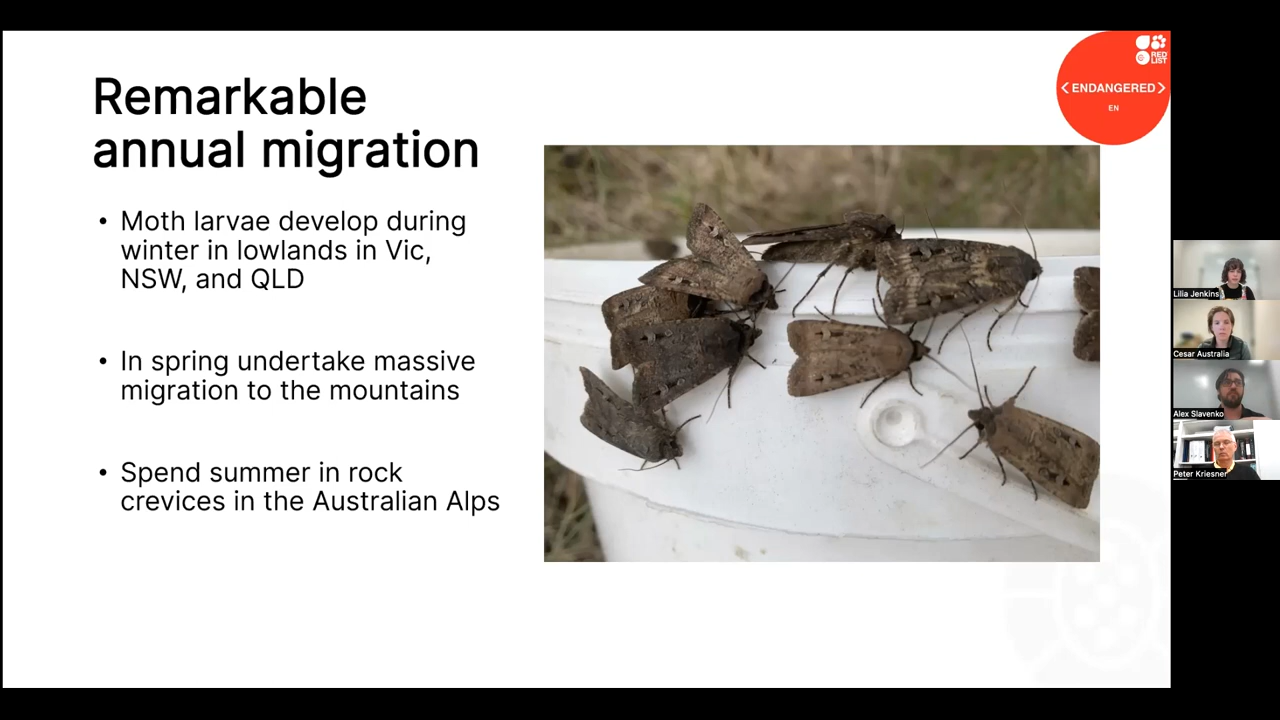 Remarkable
annual migration
• Moth larvae develop during
winter in lowlands in Vic,
NSW, and QLD
• In spring undertake massive
migration to the mountains
• Spend summer in rock
crevices in the Australian Alps
RED
LIST
<ENDANGERED>
EN
Lilia Jenkins
Cesar Australia
Alex Slavenko
Peter Kriesner